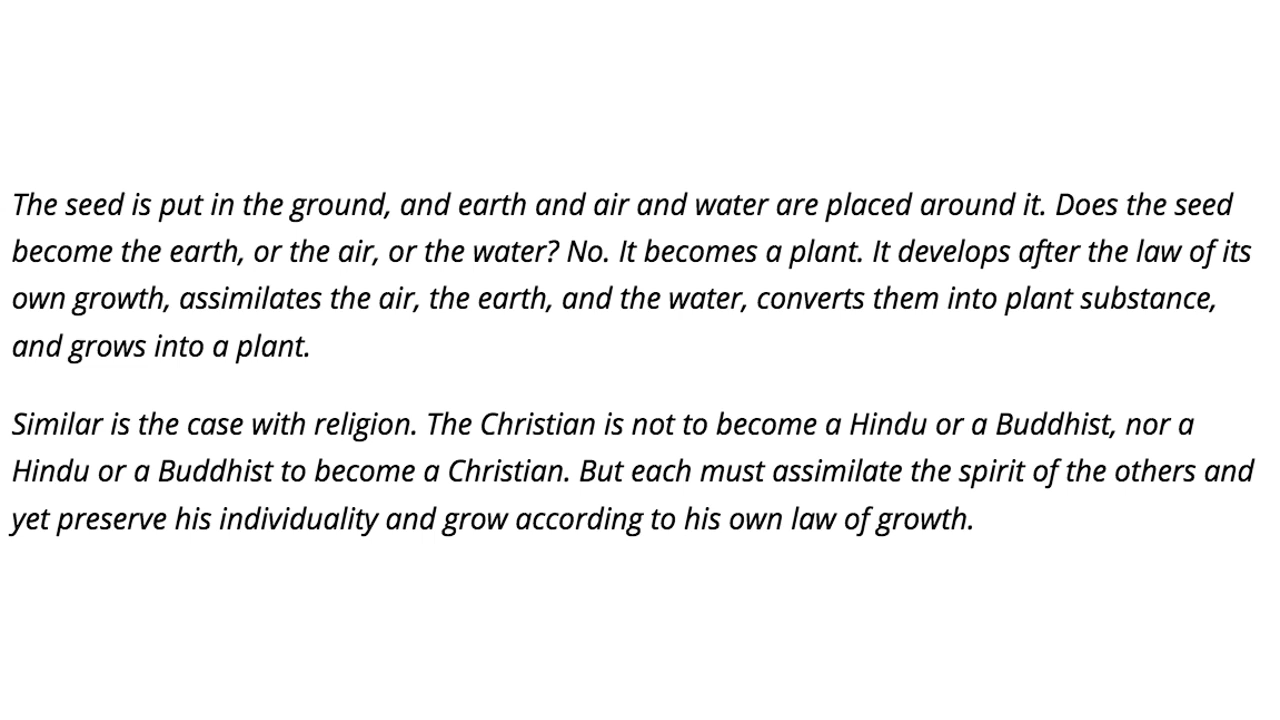 The seed is put in the ground, and earth and air and water are placed around it. Does the seed
become the earth, or the air, or the water? No. It becomes a plant. It develops after the law of its
own growth, assimilates the air, the earth, and the water, converts them into plant substance,
and grows into a plant.
Similar is the case with religion. The Christian is not to become a Hindu or a Buddhist, nor a
Hindu or a Buddhist to become a Christian. But each must assimilate the spirit of the others and
yet preserve his individuality and grow according to his own law of growth.